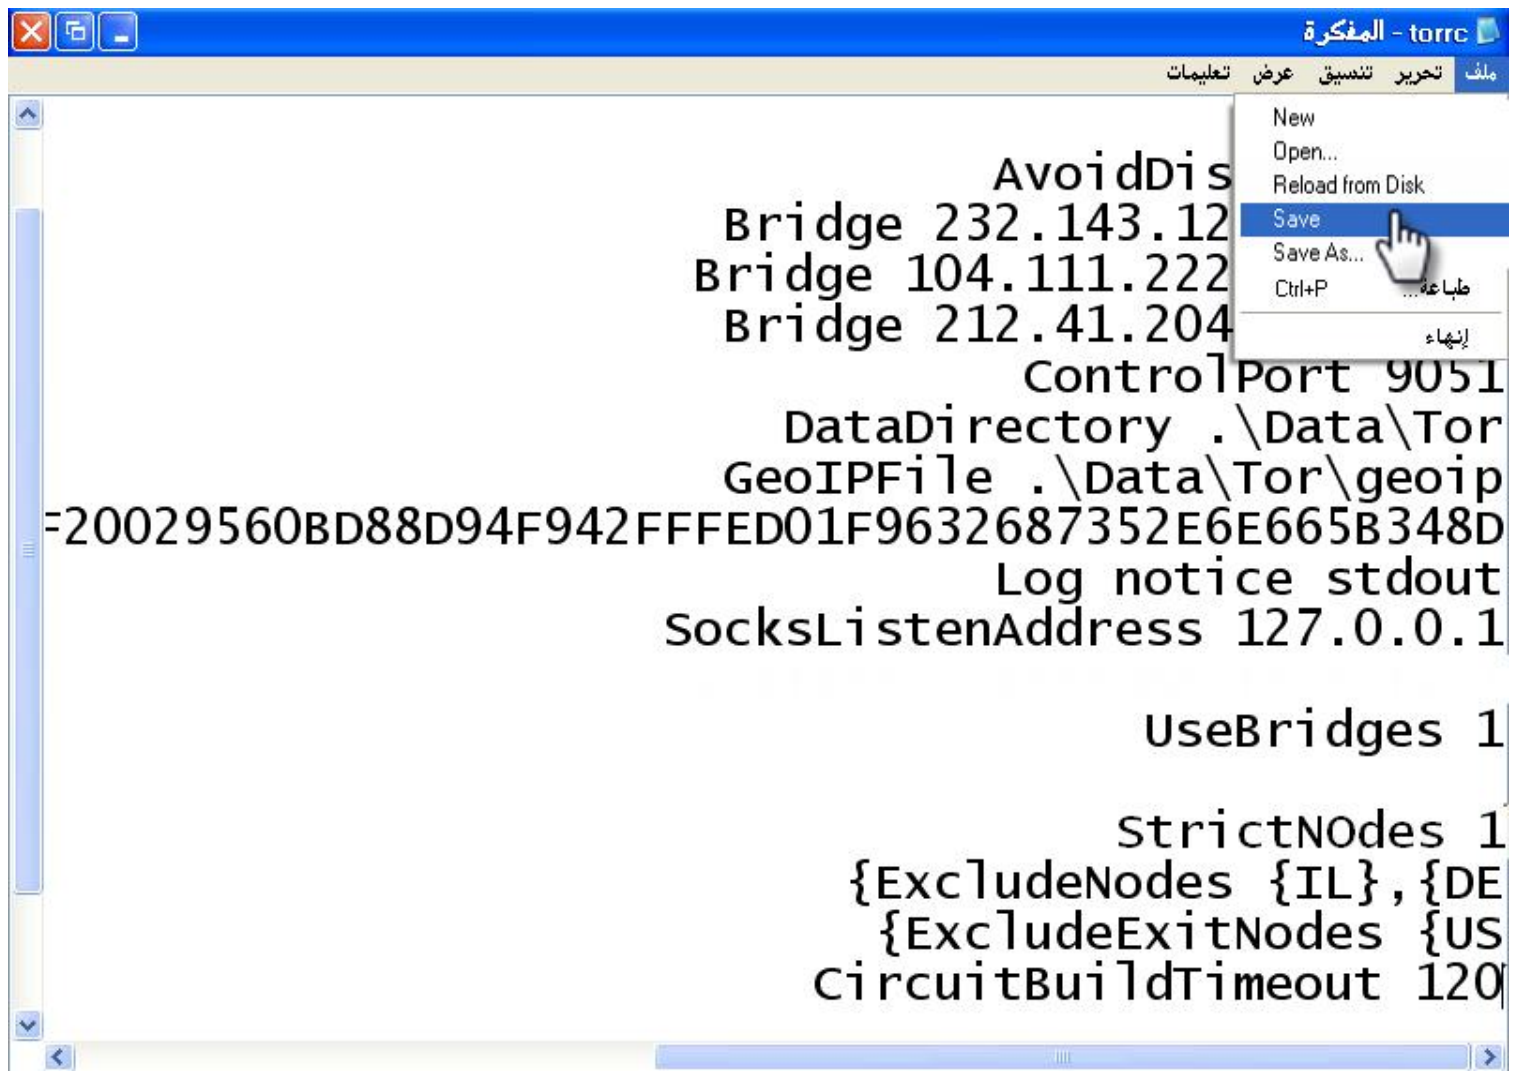 torrc - المفكرة
ملف تحرير تنسيق عرض تعليمات
New
Open...
Reload from Disk
Save
Save As...
طباعة... Ctrl+P
إنهاء
AvoidDis
Bridge 232.143.12
Bridge 104.111.222
Bridge 212.41.204
ControlPort 9051
DataDirectory .\Data\Tor
GeoIPFile .\Data\Tor\geoip
F20029560BD88D94F942FFFED01F9632687352E6E665B348D
Log notice stdout
SocksListenAddress 127.0.0.1
UseBridges 1
StrictNOdes 1
{ExcludeNodes {IL},{DE
{ExcludeExitNodes {US
CircuitBuildTimeout 120